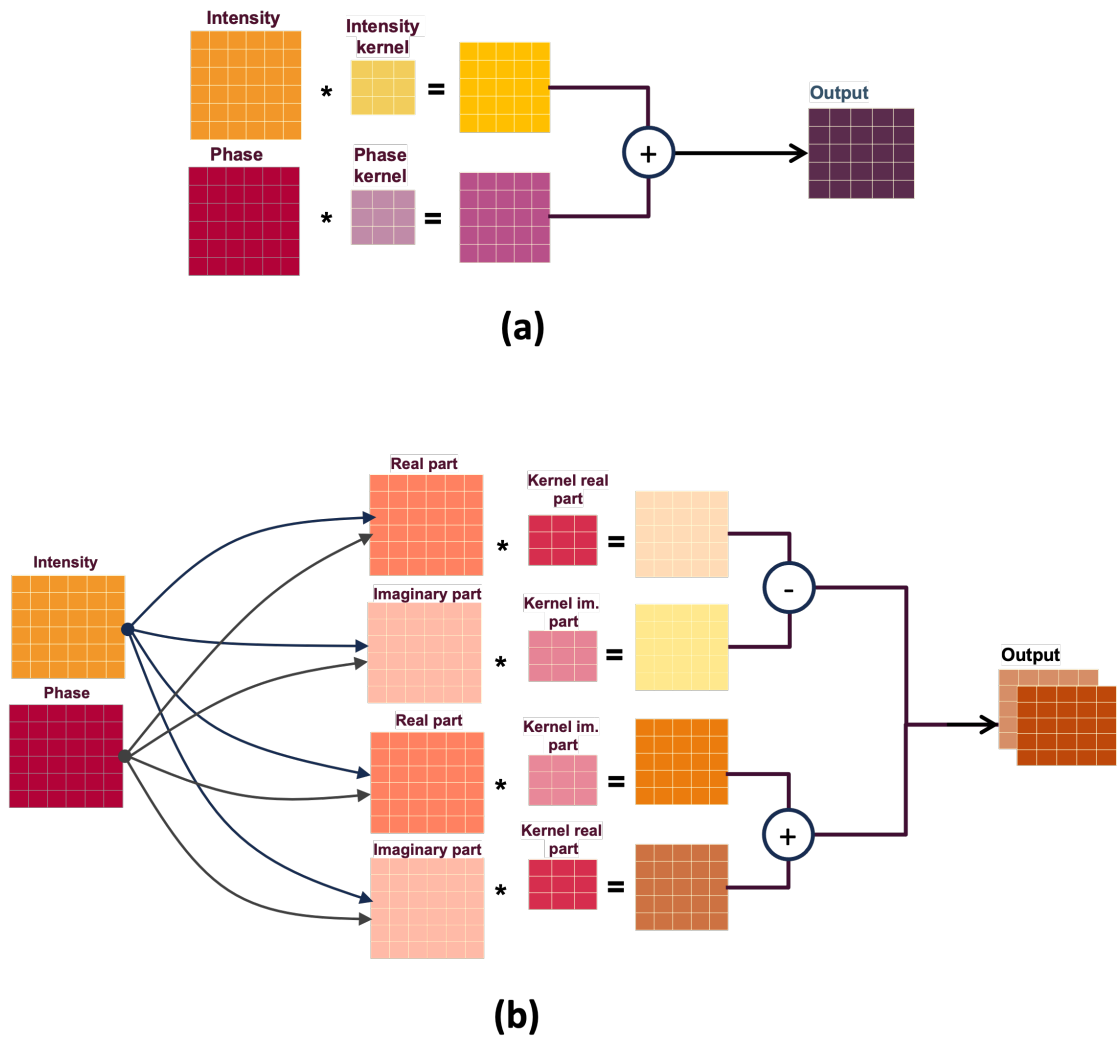 Intensity
Intensity
kernel
* =
Output
+
Phase
Phase
kernel
* =
(a)
Real part
Kernel real
part
* =
Intensity
Imaginary part
Kernel im.
part
* =
-
Phase
Real part
Kernel im.
part
* =
Output
Imaginary part
Kernel real
part
* =
+
(b)